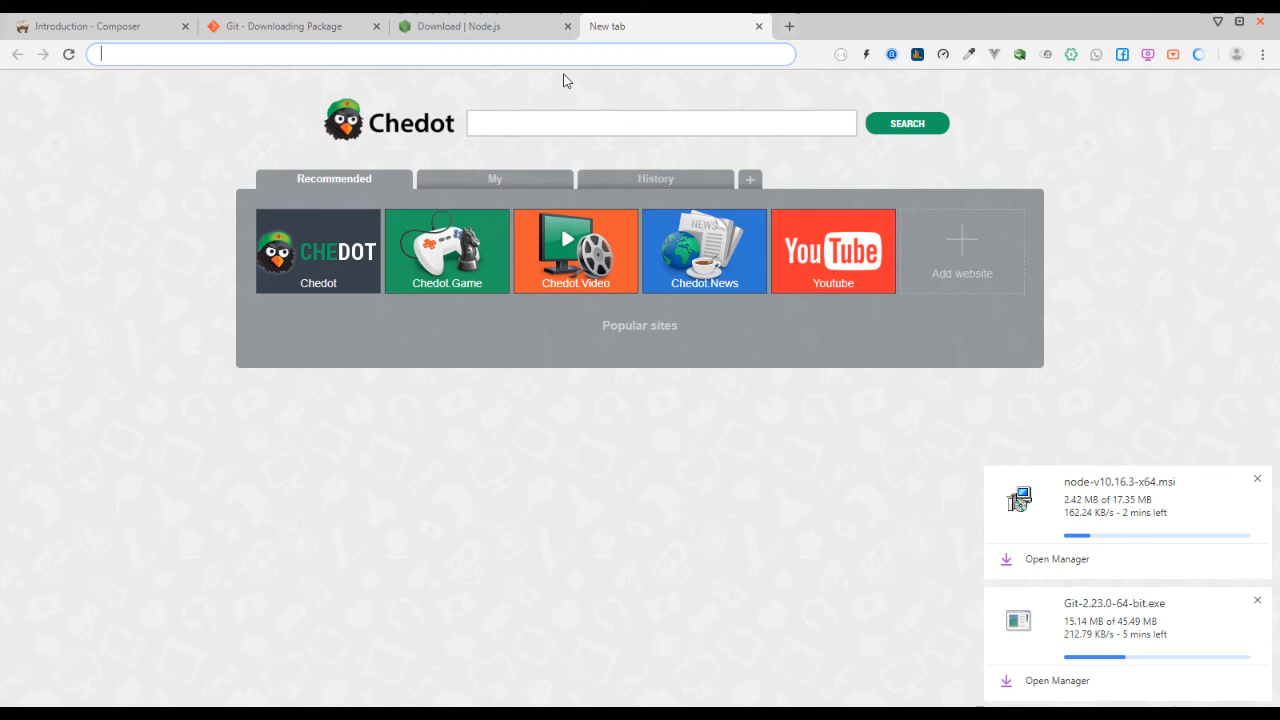 Introduction - Composer
Git - Downloading Package
Download | Node.js
New tab
Chedot
SEARCH
Recommended
My
History
CHEDOT
NEWS
YouTube
Chedot
Chedot.Game
Chedot.Video
Chedot.News
Youtube
Add website
Popular sites
node-v10.16.3-x64.msi
2.42 MB of 17.35 MB
162.24 KB/s - 2 mins left
Open Manager
Git-2.23.0-64-bit.exe
15.14 MB of 45.49 MB
212.79 KB/s - 5 mins left
Open Manager